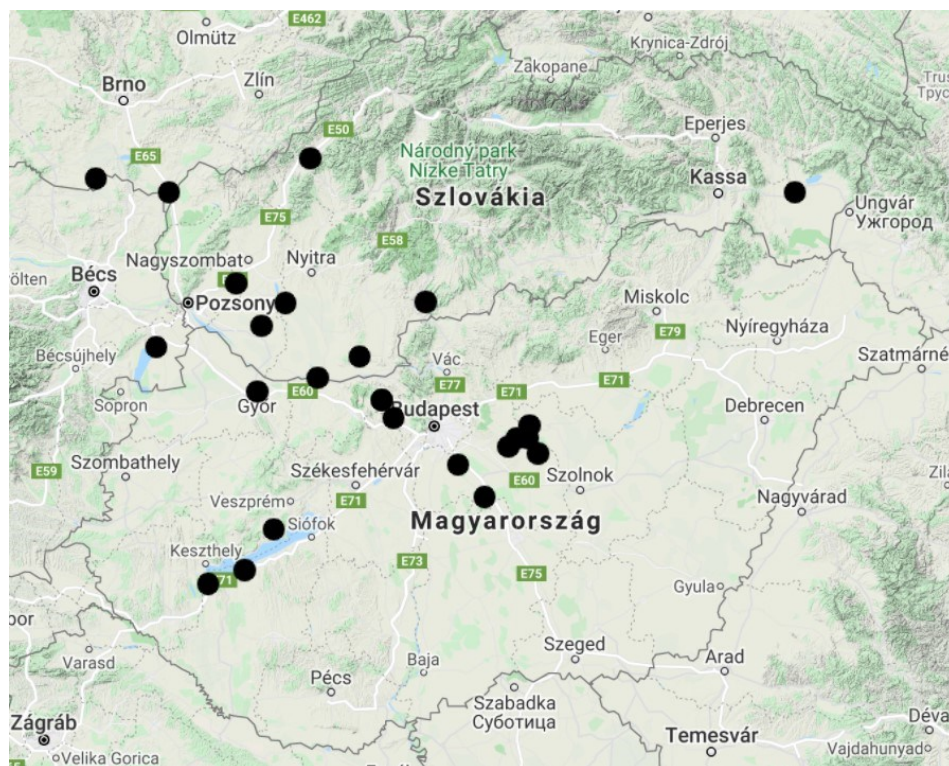 E462
Olmütz
Krynica-Zdrój
Zakopane
Zlín
Brno
E50
Eperjes
E65
Národný park
Nízke Tatry
Kassa
Szlovákia
Ungvár
Ужгород
E75
E58
Nagyszombat
Nyitra
Bécs
Pozsony
Miskolc
E79
Nyíregyháza
Eger
Bécsújhely
Vác
Szatmárné
E77
E71
E71
Sopron
Győr
E60
Budapest
Debrecen
Szombathely
E59
Székesfehérvár
E60
Szolnok
Veszprém
E71
Nagyvárad
Siófok
Magyarország
Keszthely
E71
E73
E75
Gyula
Varasd
Szeged
Arad
Baja
Pécs
Szabadka
Суботица
Zágráb
Temesvár
Déva
Velika Gorica
Vajdahunyad